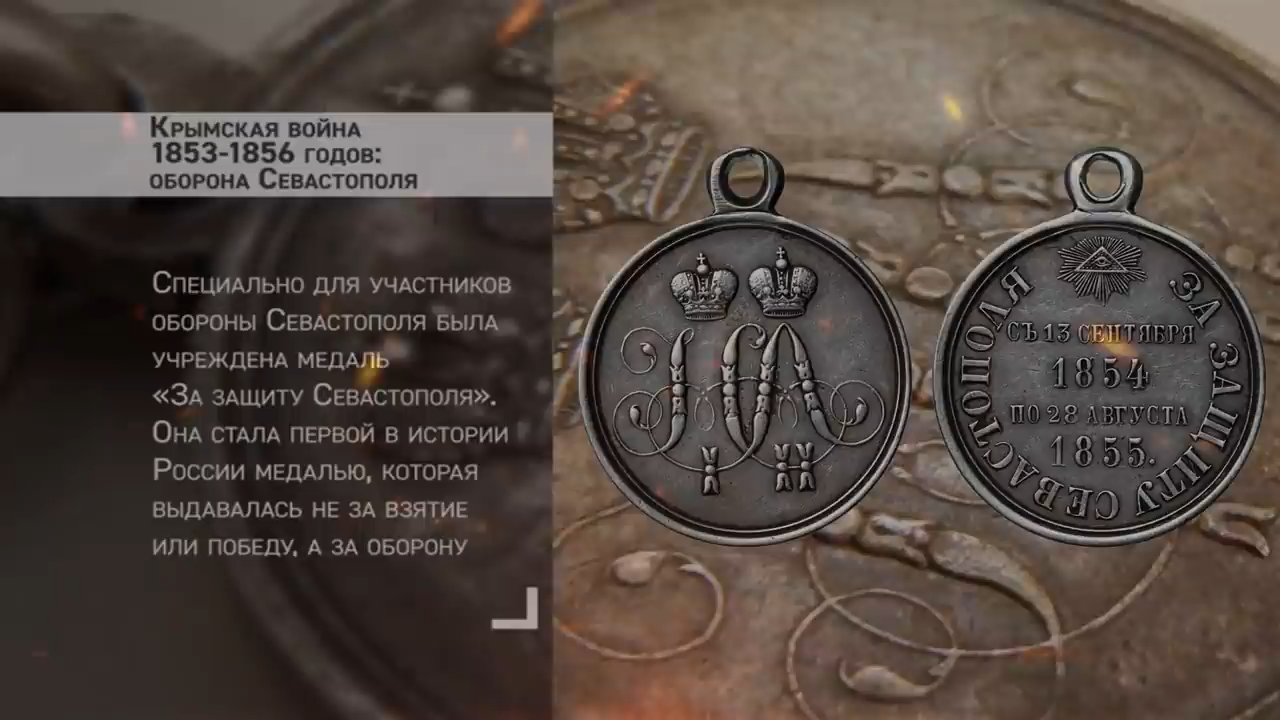 Крымская война
1853-1856 годов:
оборона Севастополя
Специально для участников
обороны Севастополя была
учреждена медаль
«За защиту Севастополя».
Она стала первой в истории
России медалью, которая
выдавалась не за взятие
или победу, а за оборону
НА
I II
ЗА ЗАЩИТУ СЕВАСТОПОЛЯ
СЪ 13 СЕНТЯБРЯ
1854
ПО 28 АВГУСТА
1855.